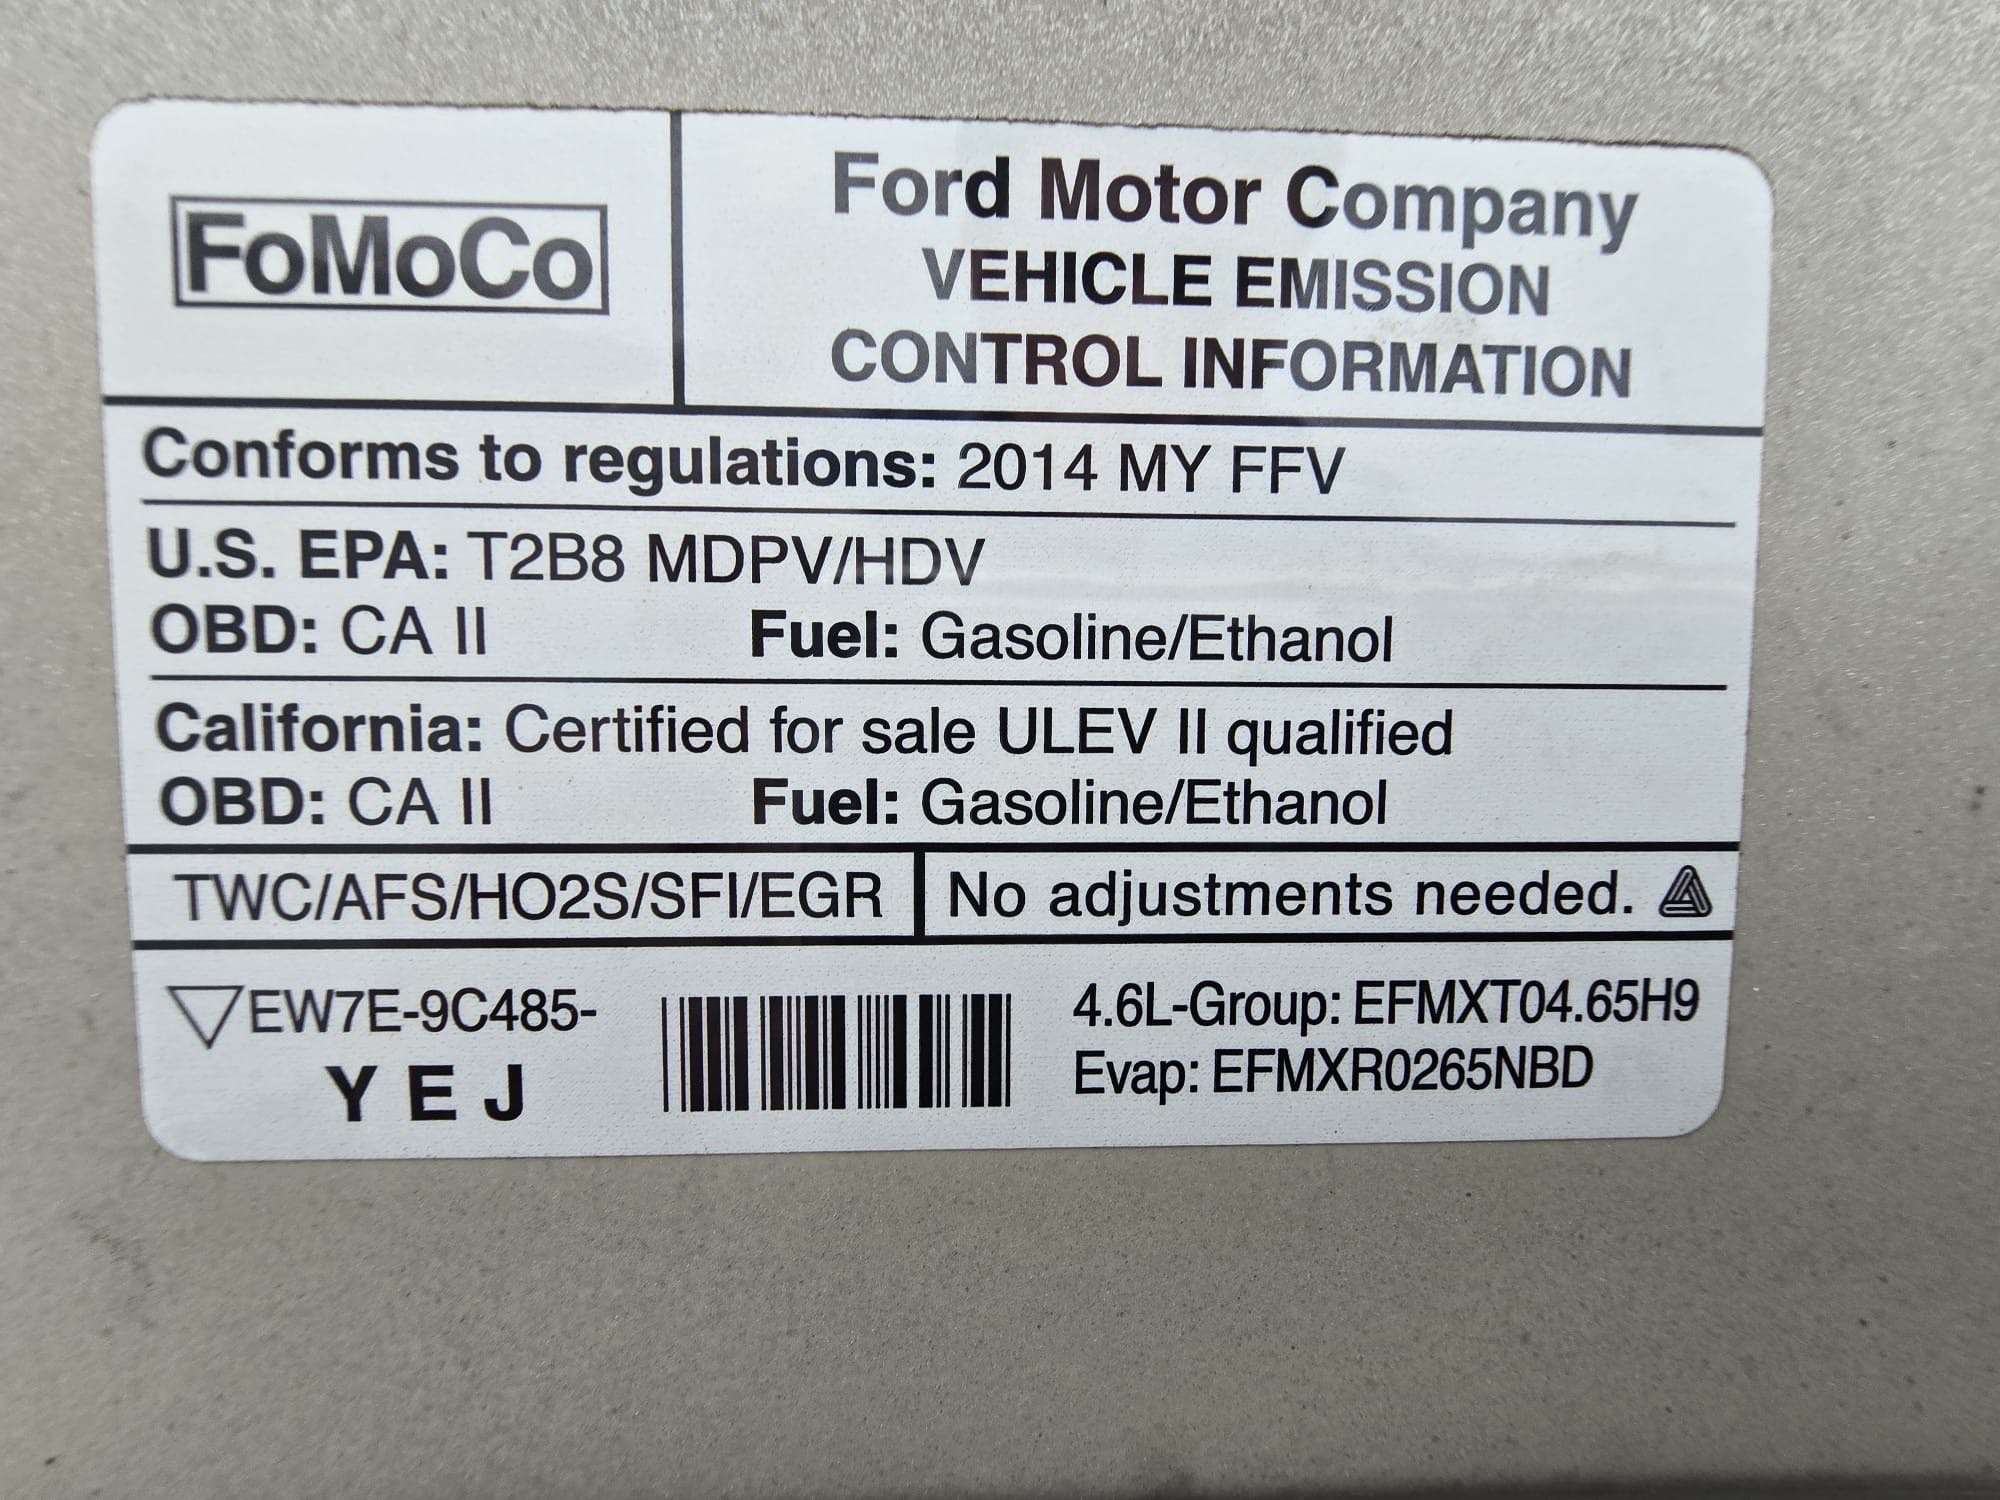 FoMoCo
Ford Motor Company
VEHICLE EMISSION
CONTROL INFORMATION
Conforms to regulations: 2014 MY FFV
U.S. EPA: T2B8 MDPV/HDV
OBD: CA II Fuel: Gasoline/Ethanol
California: Certified for sale ULEV II qualified
OBD: CA II Fuel: Gasoline/Ethanol
TWC/AFS/HO2S/SFI/EGR
No adjustments needed.
EW7E-9C485-
Y E J
4.6L-Group: EFMXT04.65H9
Evap: EFMXR0265NBD